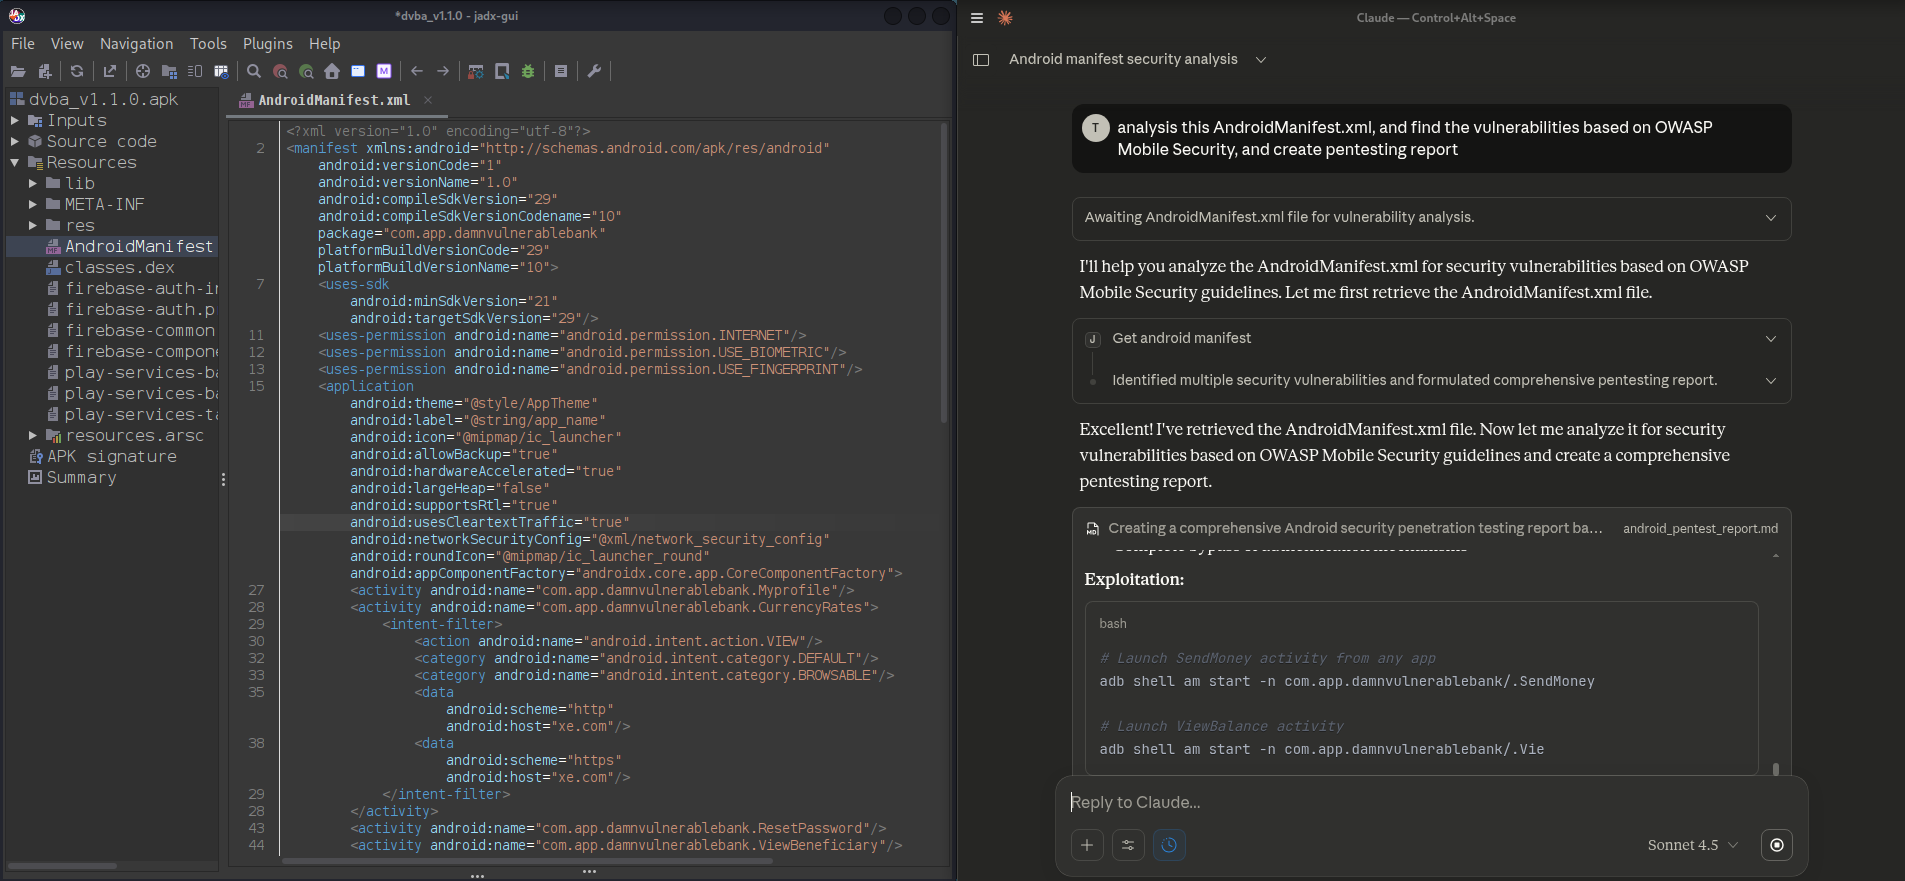 *dvba_v1.1.0 - jadx-gui
File View Navigation Tools Plugins Help
dvba_v1.1.0.apk
Inputs
Source code
Resources
lib
META-INF
res
AndroidManifest
classes.dex
firebase-auth-in
firebase-auth.p
firebase-common
firebase-compone
play-services-ba
play-services-ba
play-services-ta
resources.arsc
APK signature
Summary
AndroidManifest.xml
<?xml version="1.0" encoding="utf-8"?>
2 <manifest xmlns:android="http://schemas.android.com/apk/res/android"
android:versionCode="1"
android:versionName="1.0"
android:compileSdkVersion="29"
android:compileSdkVersionCodename="10"
package="com.app.damnvulnerablebank"
platformBuildVersionCode="29"
platformBuildVersionName="10">
7 <uses-sdk
android:minSdkVersion="21"
android:targetSdkVersion="29"/>
11 <uses-permission android:name="android.permission.INTERNET"/>
12 <uses-permission android:name="android.permission.USE_BIOMETRIC"/>
13 <uses-permission android:name="android.permission.USE_FINGERPRINT"/>
15 <application
android:theme="@style/AppTheme"
android:label="@string/app_name"
android:icon="@mipmap/ic_launcher"
android:allowBackup="true"
android:hardwareAccelerated="true"
android:largeHeap="false"
android:supportsRtl="true"
android:usesCleartextTraffic="true"
android:networkSecurityConfig="@xml/network_security_config"
android:roundIcon="@mipmap/ic_launcher_round"
android:appComponentFactory="androidx.core.app.CoreComponentFactory">
27 <activity android:name="com.app.damnvulnerablebank.Myprofile"/>
28 <activity android:name="com.app.damnvulnerablebank.CurrencyRates">
29 <intent-filter>
30 <action android:name="android.intent.action.VIEW"/>
32 <category android:name="android.intent.category.DEFAULT"/>
33 <category android:name="android.intent.category.BROWSABLE"/>
35 <data
android:scheme="http"
android:host="xe.com"/>
38 <data
android:scheme="https"
android:host="xe.com"/>
29 </intent-filter>
28 </activity>
43 <activity android:name="com.app.damnvulnerablebank.ResetPassword"/>
44 <activity android:name="com.app.damnvulnerablebank.ViewBeneficiary"/>
Claude — Control+Alt+Space
Android manifest security analysis
T
analysis this AndroidManifest.xml, and find the vulnerabilities based on OWASP
Mobile Security, and create pentesting report
Awaiting AndroidManifest.xml file for vulnerability analysis.
I'll help you analyze the AndroidManifest.xml for security vulnerabilities based on OWASP
Mobile Security guidelines. Let me first retrieve the AndroidManifest.xml file.
J Get android manifest
Identified multiple security vulnerabilities and formulated comprehensive pentesting report.
Excellent! I've retrieved the AndroidManifest.xml file. Now let me analyze it for security
vulnerabilities based on OWASP Mobile Security guidelines and create a comprehensive
pentesting report.
Creating a comprehensive Android security penetration testing report ba... android_pentest_report.md
Complete bypass of authentication mechanisms
Exploitation:
bash
# Launch SendMoney activity from any app
adb shell am start -n com.app.damnvulnerablebank/.SendMoney
# Launch ViewBalance activity
adb shell am start -n com.app.damnvulnerablebank/.Vie
Reply to Claude...
Sonnet 4.5